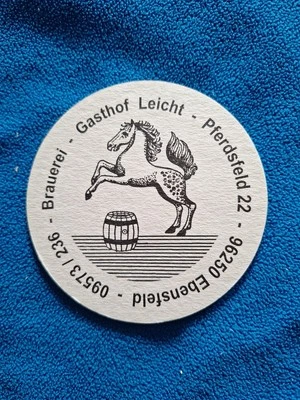 Brauerei - Gasthof Leicht - Pferdsfeld 22 - 96250 Ebensfeld - 09573 / 236 -